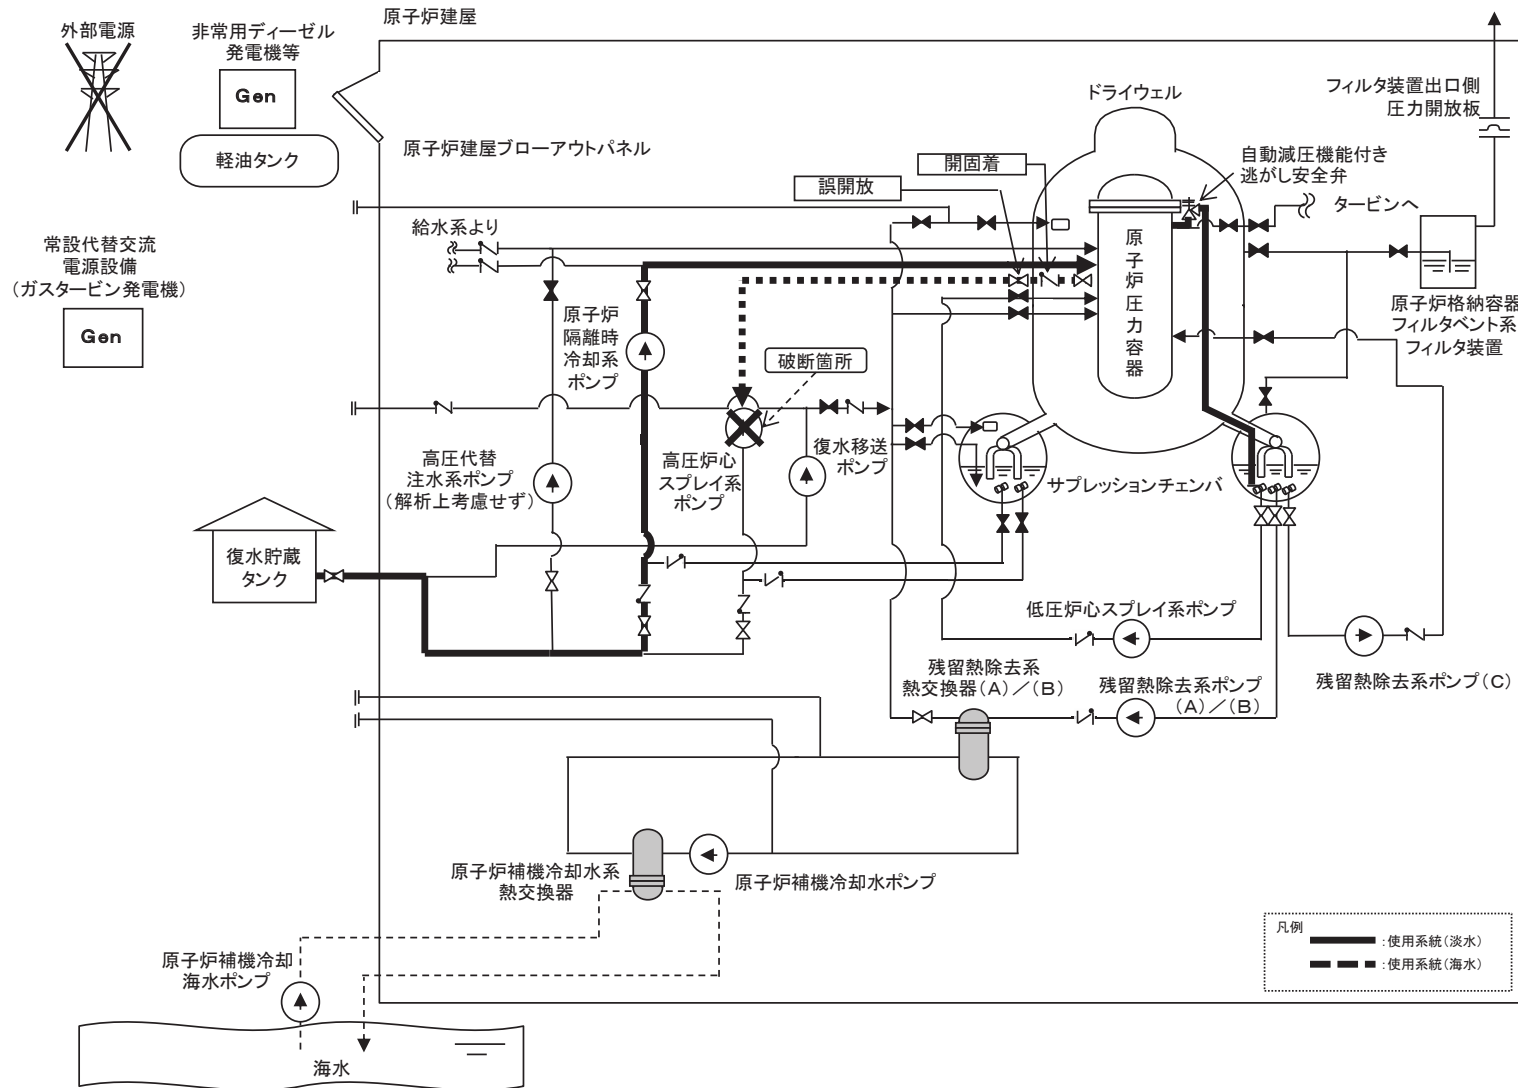 原子炉建屋
外部電源
非常用ディーゼル
発電機等
Gen
軽油タンク
原子炉建屋ブローアウトパネル
ドライウェル
フィルタ装置出口側
圧力開放板
開固着
誤開放
自動減圧機能付き
逃がし安全弁
タービンへ
給水系より
常設代替交流
電源設備
(ガスタービン発電機)
Gen
原子炉圧力容器
原子炉
隔離時
冷却系
ポンプ
破断箇所
原子炉格納容器
フィルタベント系
フィルタ装置
高圧代替
注水系ポンプ
(解析上考慮せず)
高圧炉心
スプレイ系
ポンプ
復水移送
ポンプ
サプレッションチェンバ
復水貯蔵
タンク
低圧炉心スプレイ系ポンプ
残留熱除去系
熱交換器(A)/(B)
残留熱除去系ポンプ
(A)/(B)
残留熱除去系ポンプ(C)
原子炉補機冷却水系
熱交換器
原子炉補機冷却水ポンプ
原子炉補機冷却
海水ポンプ
海水
凡例
:使用系統(淡水)
:使用系統(海水)